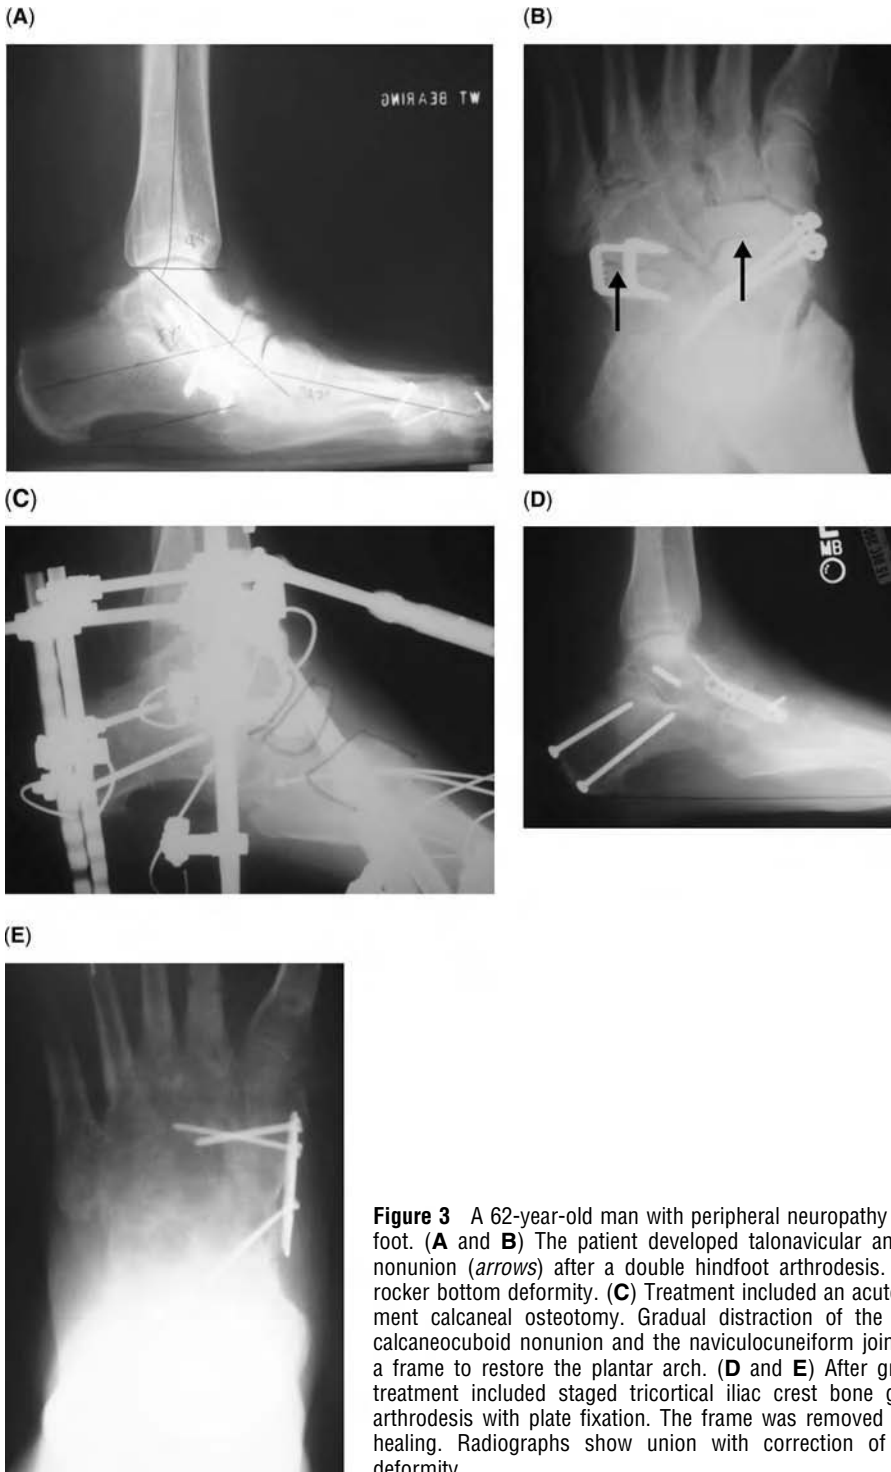 (A)
(B)
WT BEARING
(C)
(D)
MB
(E)
Figure 3 A 62-year-old man with peripheral neuropathy
foot. (A and B) The patient developed talonavicular an
nonunion (arrows) after a double hindfoot arthrodesis.
rocker bottom deformity. (C) Treatment included an acut
ment calcaneal osteotomy. Gradual distraction of the
calcaneocuboid nonunion and the naviculocuneiform join
a frame to restore the plantar arch. (D and E) After gr
treatment included staged tricortical iliac crest bone g
arthrodesis with plate fixation. The frame was removed
healing. Radiographs show union with correction of
deformity.